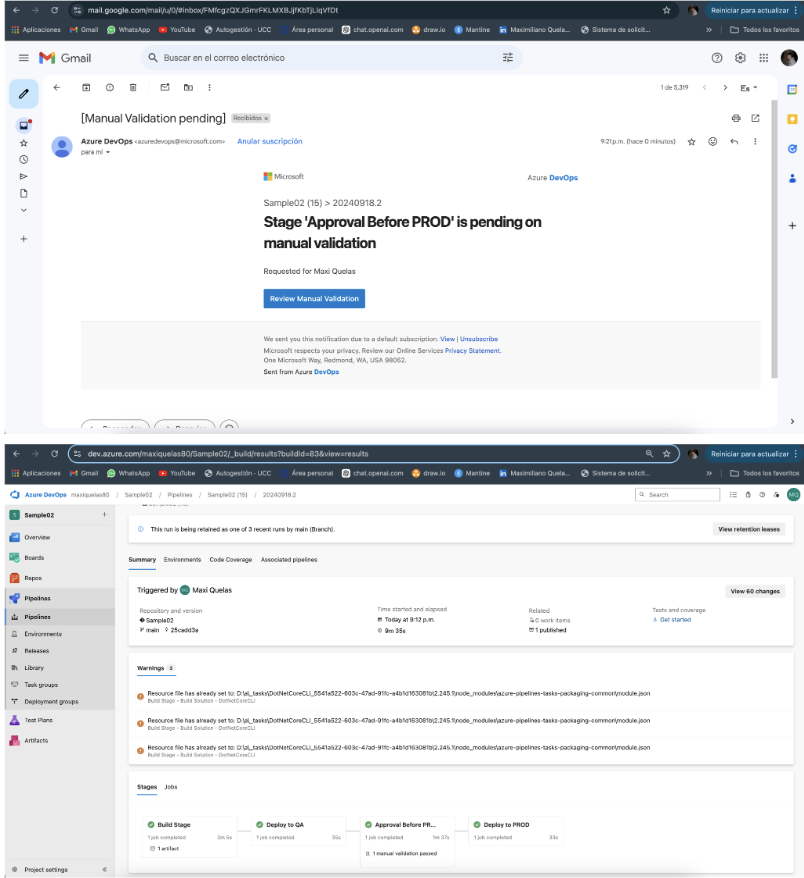 mail.google.com/mail/u/0/#inbox/FMfcgzQXJGmrFKLMXBJjfKbTjLlqVfDt
Reiniciar para actualizar
Aplicaciones M Gmail WhatsApp YouTube Autogestión - UCC Área personal chat.openai.com draw.io Mantine Maximiliano Quela... Sistema de solicit... » Todos los favoritos
Gmail
Buscar en el correo electrónico
1 de 5,319
[Manual Validation pending] Recibidos x
Azure DevOps <azuredevops@microsoft.com> Anular suscripción
9:21 p.m. (hace 0 minutos)
para mí
Microsoft
Azure DevOps
Sample02 (15) > 20240918.2
Stage 'Approval Before PROD' is pending on
manual validation
Requested for Maxi Quelas
Review Manual Validation
We sent you this notification due to a default subscription. View | Unsubscribe
Microsoft respects your privacy. Review our Online Services Privacy Statement.
One Microsoft Way, Redmond, WA, USA 98052.
Sent from Azure DevOps
dev.azure.com/maxiquelas80/Sample02/_build/results?buildId=83&view=results
Reiniciar para actualizar
Aplicaciones M Gmail WhatsApp YouTube Autogestión - UCC Área personal chat.openai.com draw.io Mantine Maximiliano Quela... Sistema de solicit... » Todos los favoritos
Azure DevOps maxiquelas80 / Sample02 / Pipelines / Sample02 (15) / 20240918.2
Search
MQ
S Sample02 +
Overview
Boards
Repos
Pipelines
Pipelines
Environments
Releases
Library
Task groups
Deployment groups
Test Plans
Artifacts
Project settings «
This run is being retained as one of 3 recent runs by main (Branch).
View retention leases
Summary Environments Code Coverage Associated pipelines
Triggered by MQ Maxi Quelas
View 60 changes
Repository and version
Sample02
main 25cadd3a
Time started and elapsed
Today at 9:12 p.m.
9m 35s
Related
0 work items
1 published
Tests and coverage
Get started
Warnings 3
Resource file has already set to: D:\a\_tasks\DotNetCoreCLI_5541a522-603c-47ad-91fc-a4b1d163081b\2.245.1\node_modules\azure-pipelines-tasks-packaging-common\module.json
Build Stage • Build Solution • DotNetCoreCLI
Resource file has already set to: D:\a\_tasks\DotNetCoreCLI_5541a522-603c-47ad-91fc-a4b1d163081b\2.245.1\node_modules\azure-pipelines-tasks-packaging-common\module.json
Build Stage • Build Solution • DotNetCoreCLI
Resource file has already set to: D:\a\_tasks\DotNetCoreCLI_5541a522-603c-47ad-91fc-a4b1d163081b\2.245.1\node_modules\azure-pipelines-tasks-packaging-common\module.json
Build Stage • Build Solution • DotNetCoreCLI
Stages Jobs
Build Stage
1 job completed 2m 5s
1 artifact
Deploy to QA
1 job completed 35s
Approval Before PR...
1 job completed 1m 37s
1 manual validation passed
Deploy to PROD
1 job completed 33s